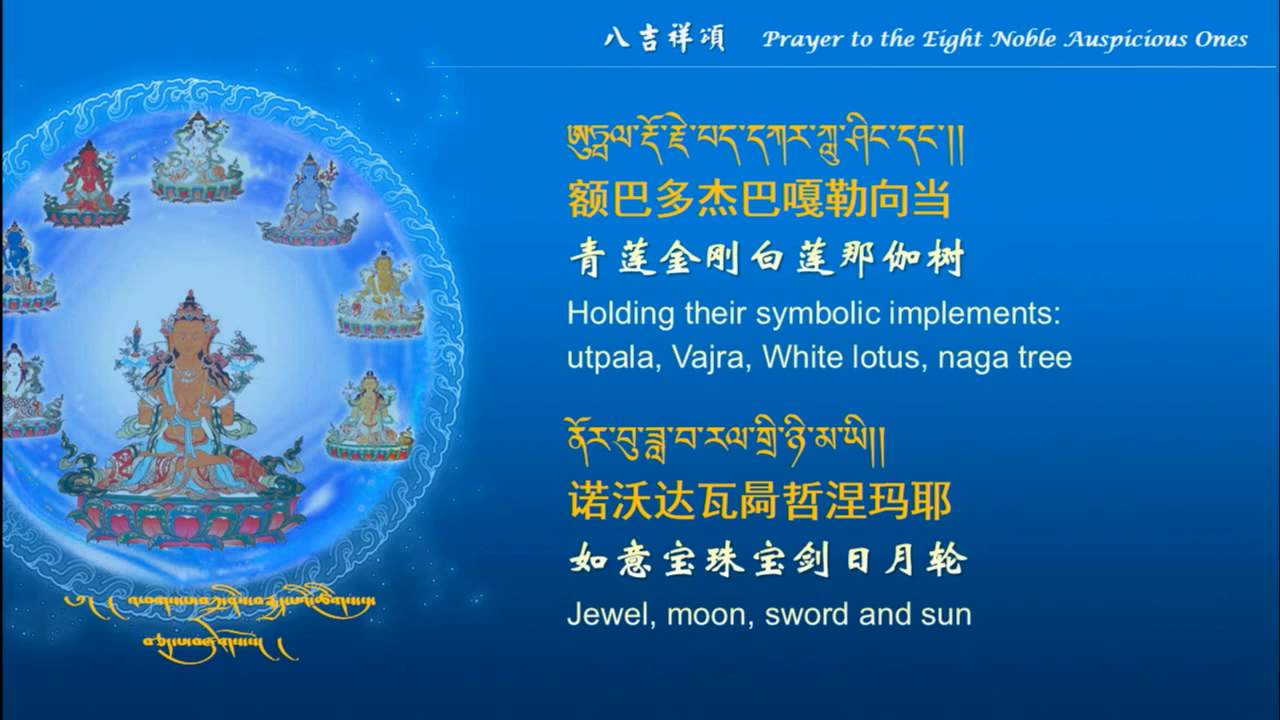 八吉祥頌 Prayer to the Eight Noble Auspicious Ones
ཨུཏྤལ་རྡོ་རྗེ་པད་དཀར་ཀླུ་ཤིང་དང་།།
额巴多杰巴嘎勒向当
青莲金刚白莲那伽树
Holding their symbolic implements:
utpala, Vajra, White lotus, naga tree
ནོར་བུ་ཟླ་བ་རལ་གྲི་ཉི་མ་ཡི།།
诺沃达瓦晑哲涅玛耶
如意宝珠宝剑日月轮
Jewel, moon, sword and sun